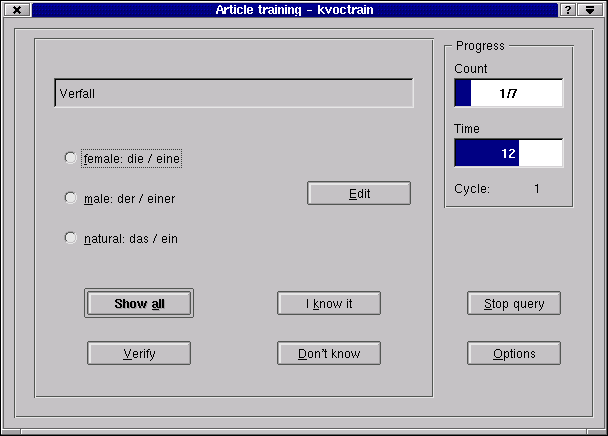 Article training - kvoctrain
?
Progress
Count
1/7
Verfall
Time
12
female: die / eine
male: der / einer
Edit
Cycle: 1
natural: das / ein
Show all
I know it
Stop query
Verify
Don't know
Options